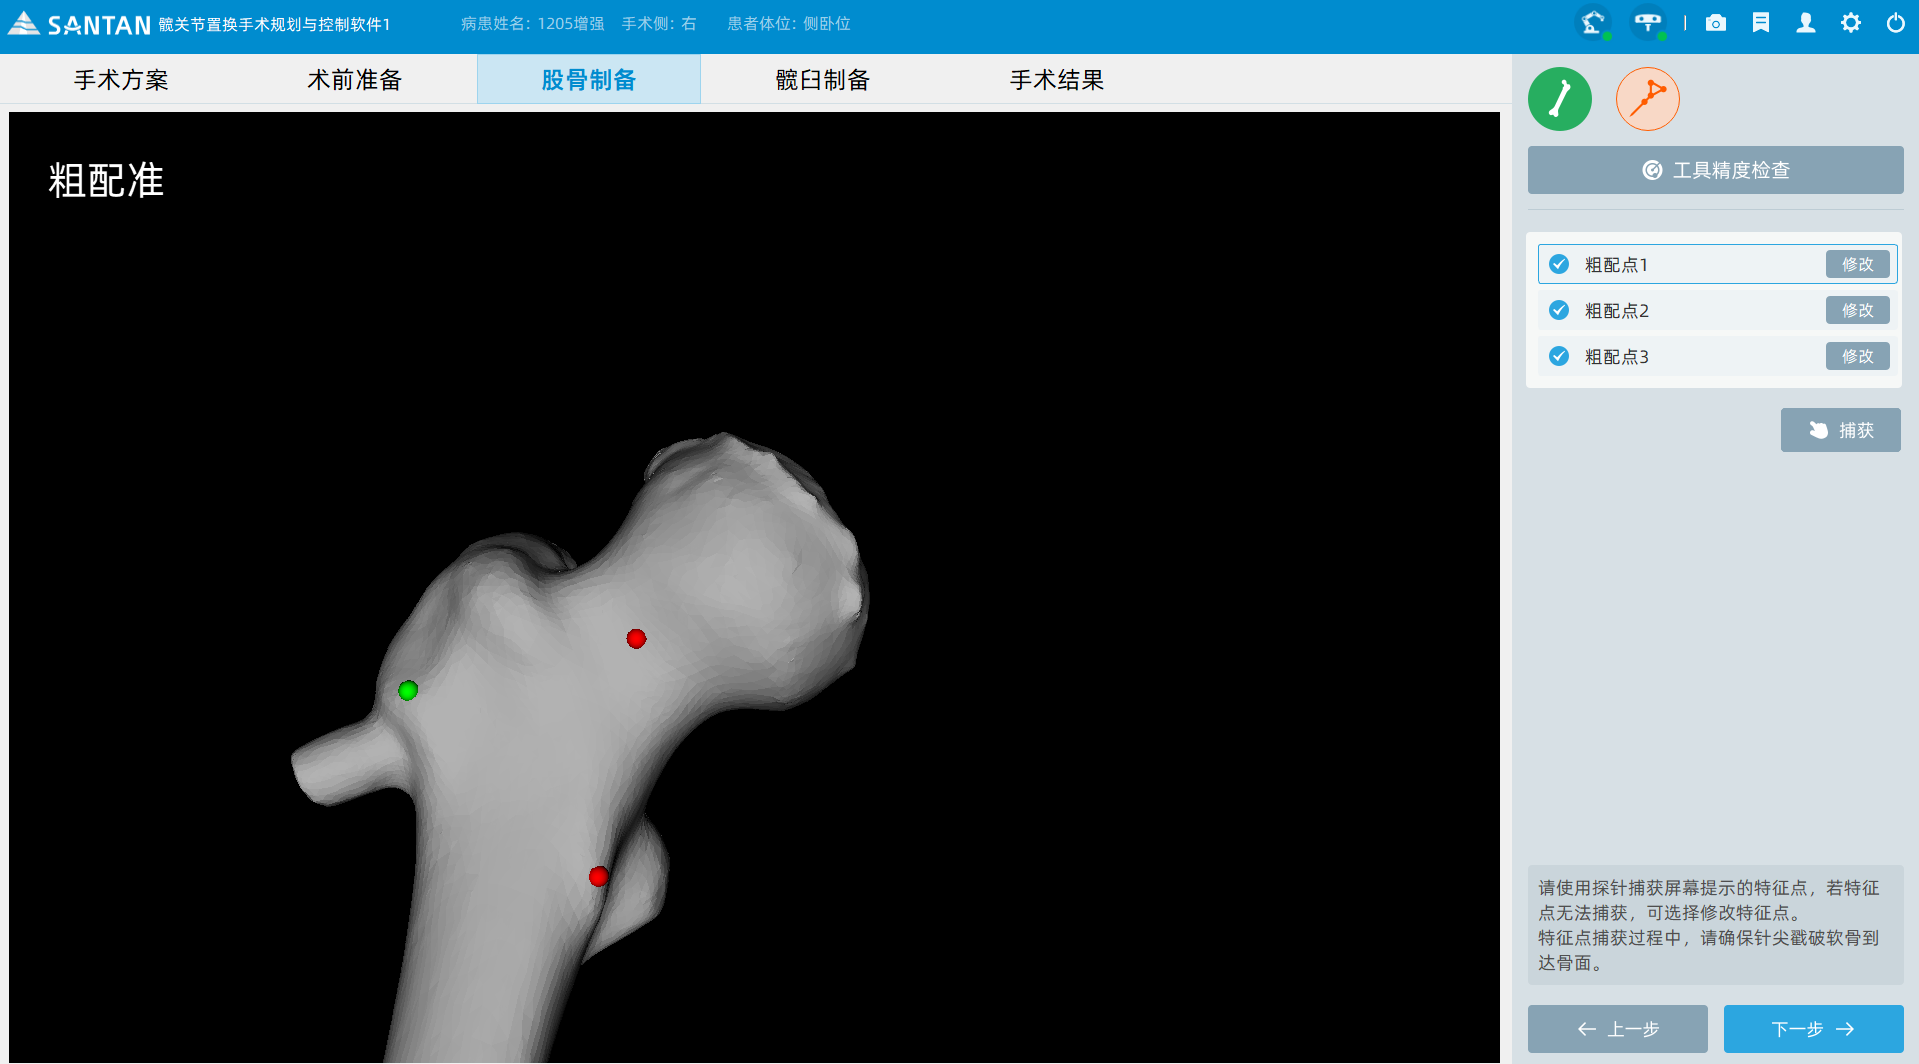 SANTAN 髋关节置换手术规划与控制软件1 病患姓名: 1205增强 手术侧: 右 患者体位: 侧卧位
手术方案 术前准备 股骨制备 髋臼制备 手术结果
粗配准
工具精度检查
粗配点1 修改
粗配点2 修改
粗配点3 修改
捕获
请使用探针捕获屏幕提示的特征点，若特征
点无法捕获，可选择修改特征点。
特征点捕获过程中，请确保针尖戳破软骨到
达骨面。
上一步 下一步